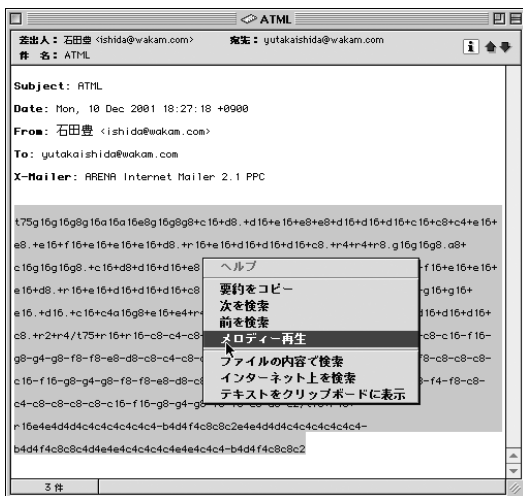 ATML
差出人： 石田豊 <ishida@wakam.com> 宛先： yutakaishida@wakam.com
件 名： ATML
Subject: ATML
Date: Mon, 10 Dec 2001 18:27:18 +0900
From: 石田豊 <ishida@wakam.com>
To: yutakaishida@wakam.com
X-Mailer: ARENA Internet Mailer 2.1 PPC
t75g16g16g8g16a16a16e8g16g8g8+c16+d8.+d16+e16+e8+e8+d16+d16+d16+c16+c8+c4+e16+
e8.+e16+f16+e16+e16+e16+d8.+r16+e16+d16+d16+d16+c8.+r4+r4+r8.g16g16g8.a8+
c16g16g16g8.+c16+d8+d16+d16+e8 +f16+e16+e16+
e16+d8.+r16+e16+d16+d16+d16+c8 +g16+g16+
e16.+d16.+c16+c4a16g8+e16+e4+r d16+d16+d16+
c8.+r2+r4/t75+r16+r16-c8-c4-c8 c8-c16-f16-
g8-g4-g8-f8-f8-e8-d8-c8-c4-c8- 8-c8-c8-c8-
c16-f16-g8-g4-g8-f8-f8-e8-d8-c8 -f4-f8-c8-
c4-c8-c8-c8-c8-c16-f16-g8-g4-g8
r16e4e4d4d4c4c4c4c4c4c4-b4d4f4c8c8c2e4e4d4d4c4c4c4c4c4c4-
b4d4f4c8c8c4d4e4e4c4c4c4c4e4e4c4c4-b4d4f4c8c8c2
ヘルプ
要約をコピー
次を検索
前を検索
メロディー再生
ファイルの内容で検索
インターネット上を検索
テキストをクリップボードに表示
3 件